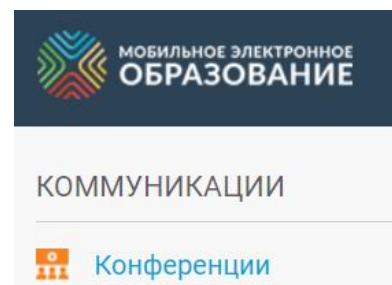 МОБИЛЬНОЕ ЭЛЕКТРОННОЕ
ОБРАЗОВАНИЕ
КОММУНИКАЦИИ
Конференции